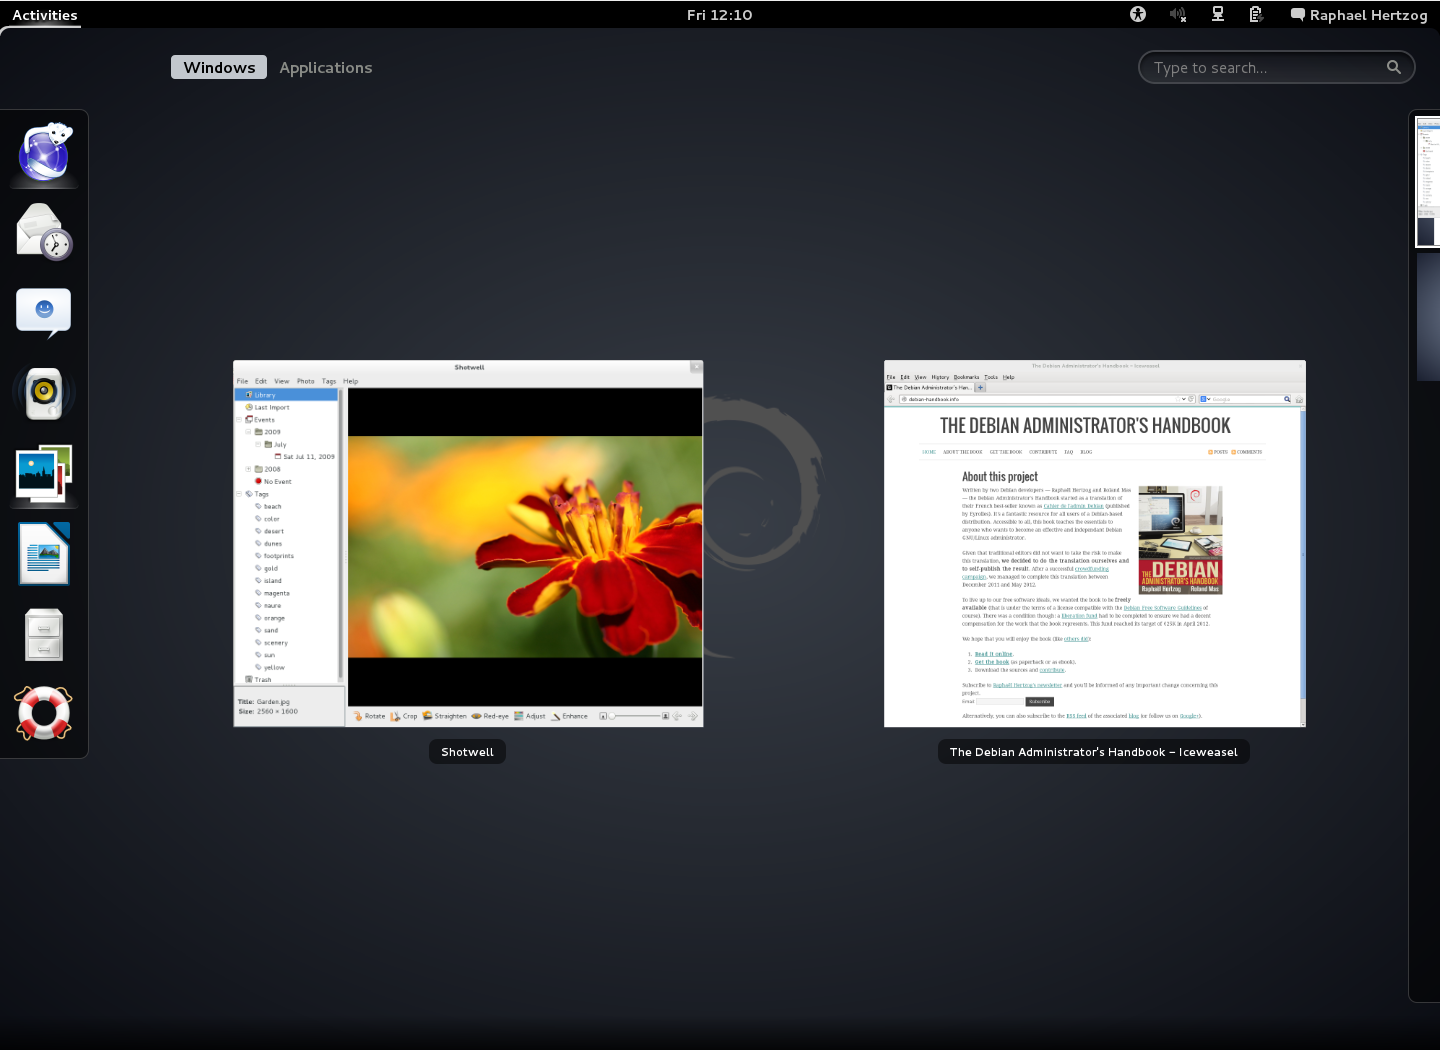 Activities
Fri 12:10
Raphael Hertzog
Windows
Applications
Type to search...
Shotwell
File Edit View Photo Tags Help
Library
Last Import
Events
2009
July
Sat Jul 11, 2009
2008
No Event
Tags
beach
color
desert
dunes
footprints
gold
island
magenta
naure
orange
sand
scenery
sun
yellow
Trash
Title: Garden.jpg
Size: 2560 × 1600
Rotate Crop Straighten Red-eye Adjust Enhance
Shotwell
The Debian Administrator's Handbook - Iceweasel
File Edit View History Bookmarks Tools Help
The Debian Administrator's Han...
debian-handbook.info
Google
THE DEBIAN ADMINISTRATOR'S HANDBOOK
HOME ABOUT THE BOOK GET THE BOOK CONTRIBUTE FAQ BLOG
POSTS COMMENTS
About this project
Written by two Debian developers — Raphaël Hertzog and Roland Mas
— the Debian Administrator's Handbook started as a translation of
their French best-seller known as Cahier de l'admin Debian (published
by Eyrolles). It's a fantastic resource for all users of a Debian-based
distribution. Accessible to all, this book teaches the essentials to
anyone who wants to become an effective and independant Debian
GNU/Linux administrator.
Given that traditional editors did not want to take the risk to make
this translation, we decided to do the translation ourselves and
to self-publish the result. After a successful crowdfunding
campaign, we managed to complete this translation between
December 2011 and May 2012.
To live up to our free software ideals, we wanted the book to be freely
available (that is under the terms of a license compatible with the Debian Free Software Guidelines of
course). There was a condition though: a liberation fund had to be completed to ensure we had a decent
compensation for the work that the book represents. This fund reached its target of €25K in April 2012.
We hope that you will enjoy the book (like others did!).
1. Read it online.
2. Get the book (as paperback or as ebook).
3. Download the sources and contribute.
Subscribe to Raphaël Hertzog's newsletter and you'll be informed of any important change concerning this
project.
Email Subscribe
Alternatively, you can also subscribe to the RSS feed of the associated blog (or follow us on Google+).
THE DEBIAN
ADMINISTRATOR'S HANDBOOK
Raphaël Hertzog Roland Mas
The Debian Administrator's Handbook – Iceweasel